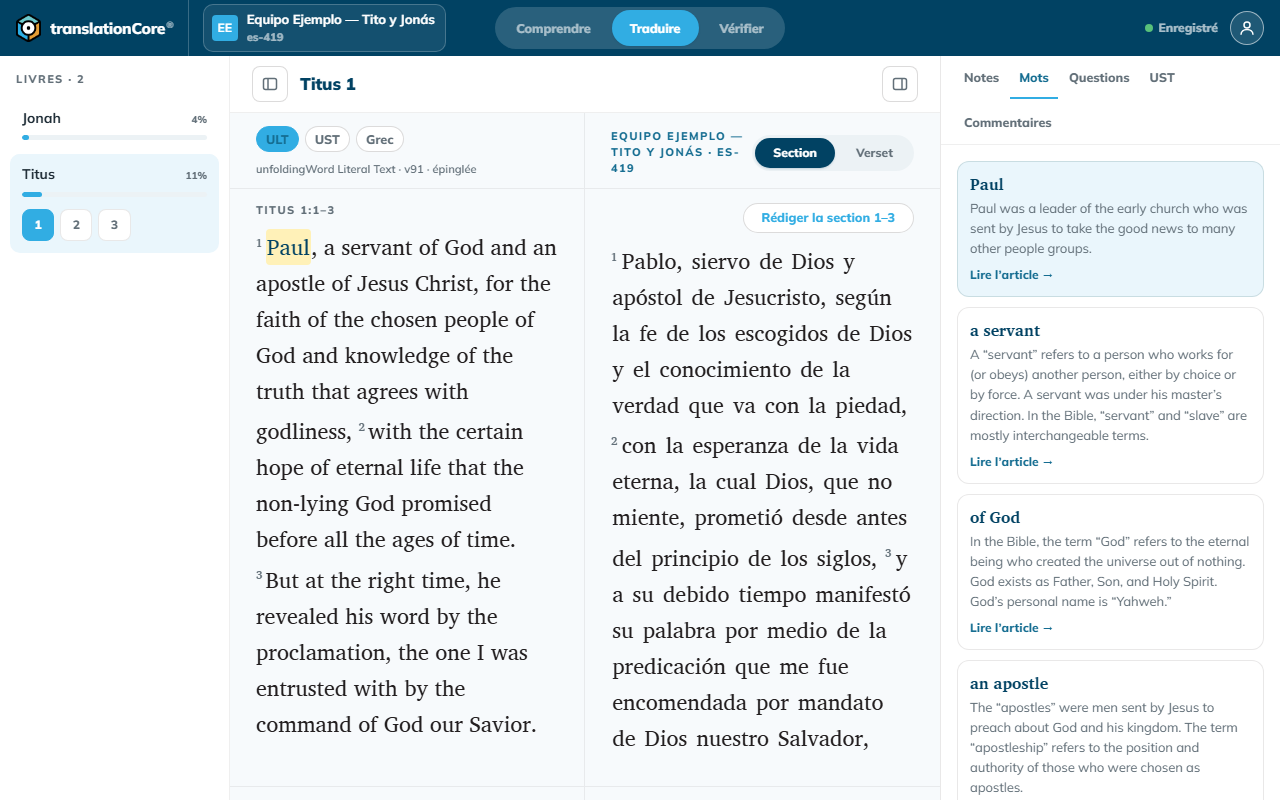 translationCore®
EE
Equipo Ejemplo — Tito y Jonás
es-419
Comprendre
Traduire
Vérifier
Enregistré
LIVRES · 2
Jonah
4%
Titus
11%
1
2
3
Titus 1
ULT
UST
Grec
unfoldingWord Literal Text · v91 · épinglée
TITUS 1:1–3
1 Paul, a servant of God and an
apostle of Jesus Christ, for the
faith of the chosen people of
God and knowledge of the
truth that agrees with
godliness, 2 with the certain
hope of eternal life that the
non-lying God promised
before all the ages of time.
3 But at the right time, he
revealed his word by the
proclamation, the one I was
entrusted with by the
command of God our Savior.
EQUIPO EJEMPLO —
TITO Y JONÁS · ES-
419
Section
Verset
Rédiger la section 1–3
1 Pablo, siervo de Dios y
apóstol de Jesucristo, según
la fe de los escogidos de Dios
y el conocimiento de la
verdad que va con la piedad,
2 con la esperanza de la vida
eterna, la cual Dios, que no
miente, prometió desde antes
del principio de los siglos, 3 y
a su debido tiempo manifestó
su palabra por medio de la
predicación que me fue
encomendada por mandato
de Dios nuestro Salvador,
Notes
Mots
Questions
UST
Commentaires
Paul
Paul was a leader of the early church who was
sent by Jesus to take the good news to many
other people groups.
Lire l'article →
a servant
A “servant” refers to a person who works for
(or obeys) another person, either by choice or
by force. A servant was under his master’s
direction. In the Bible, “servant” and “slave” are
mostly interchangeable terms.
Lire l'article →
of God
In the Bible, the term “God” refers to the eternal
being who created the universe out of nothing.
God exists as Father, Son, and Holy Spirit.
God’s personal name is “Yahweh.”
Lire l'article →
an apostle
The “apostles” were men sent by Jesus to
preach about God and his kingdom. The term
“apostleship” refers to the position and
authority of those who were chosen as
apostles.